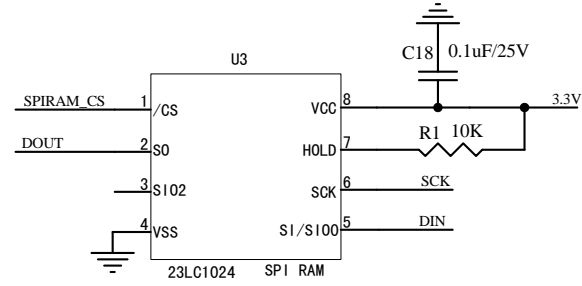 C18 0.1uF/25V
U3
SPIRAM_CS 1 /CS VCC 8 3.3V
DOUT 2 SO HOLD 7 R1 10K
3 SIO2 SCK 6 SCK
4 VSS SI/SIO0 5 DIN
23LC1024 SPI RAM